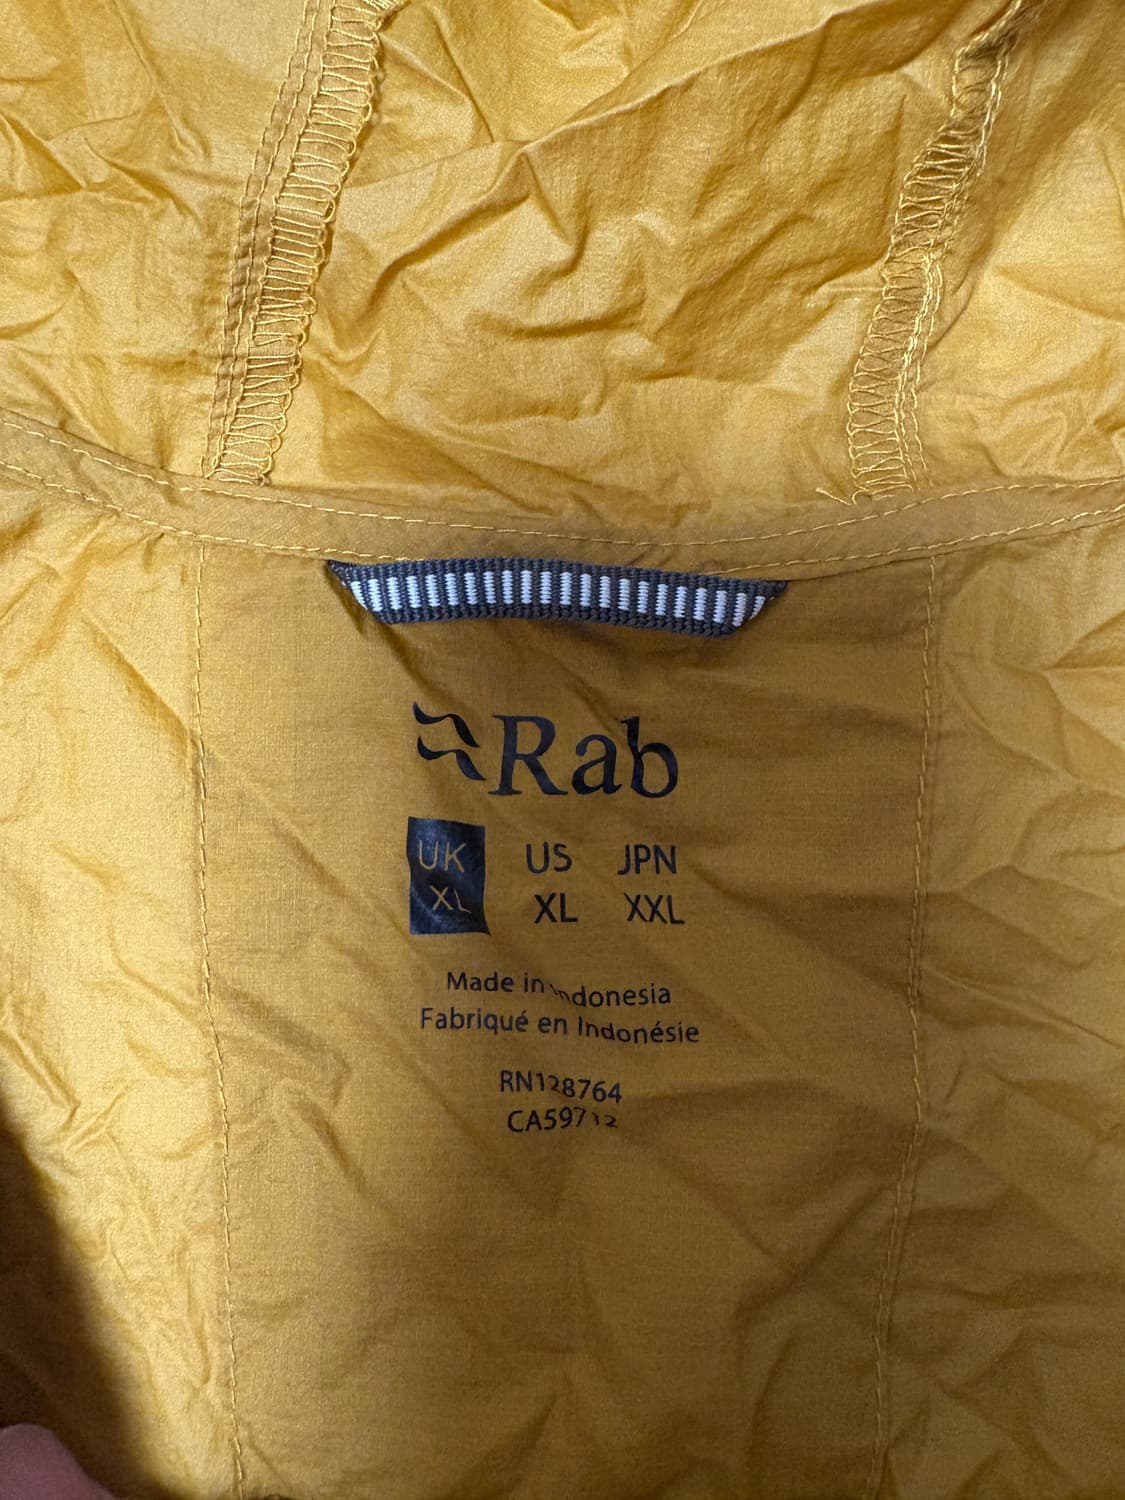 Rab
UK US JPN
XL XL XXL
Made in Indonesia
Fabriqué en Indonésie
RN128764
CA59712